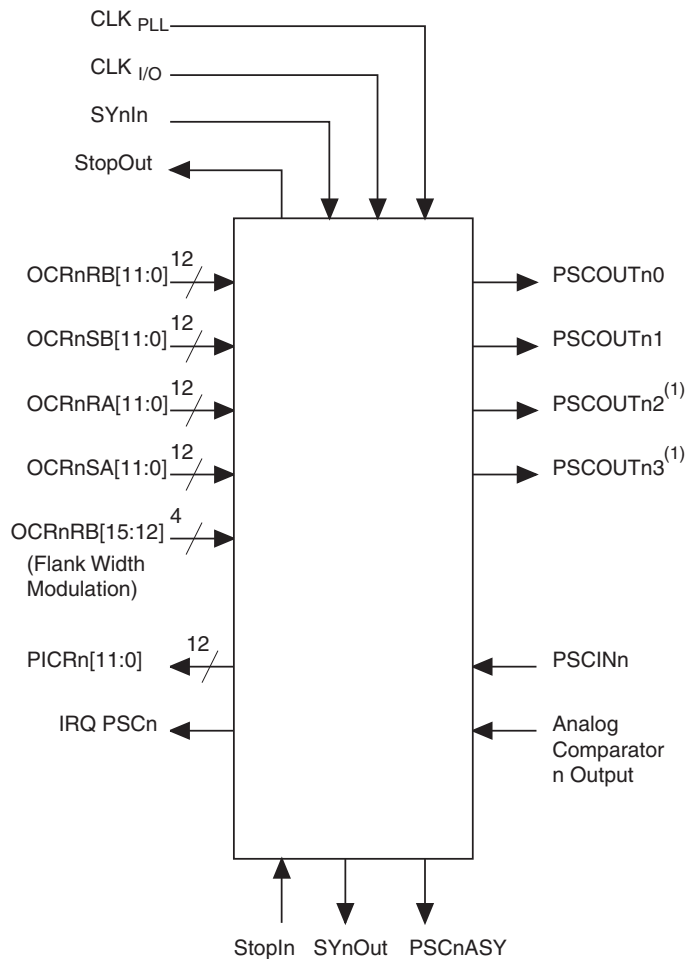 CLK PLL
CLK I/O
SYnIn
StopOut
12
OCRnRB[11:0]
PSCOUTn0
12
OCRnSB[11:0]
PSCOUTn1
12
OCRnRA[11:0]
PSCOUTn2(1)
12
OCRnSA[11:0]
PSCOUTn3(1)
4
OCRnRB[15:12]
(Flank Width
Modulation)
12
PICRn[11:0]
PSCINn
IRQ PSCn
Analog
Comparator
n Output
StopIn SYnOut PSCnASY